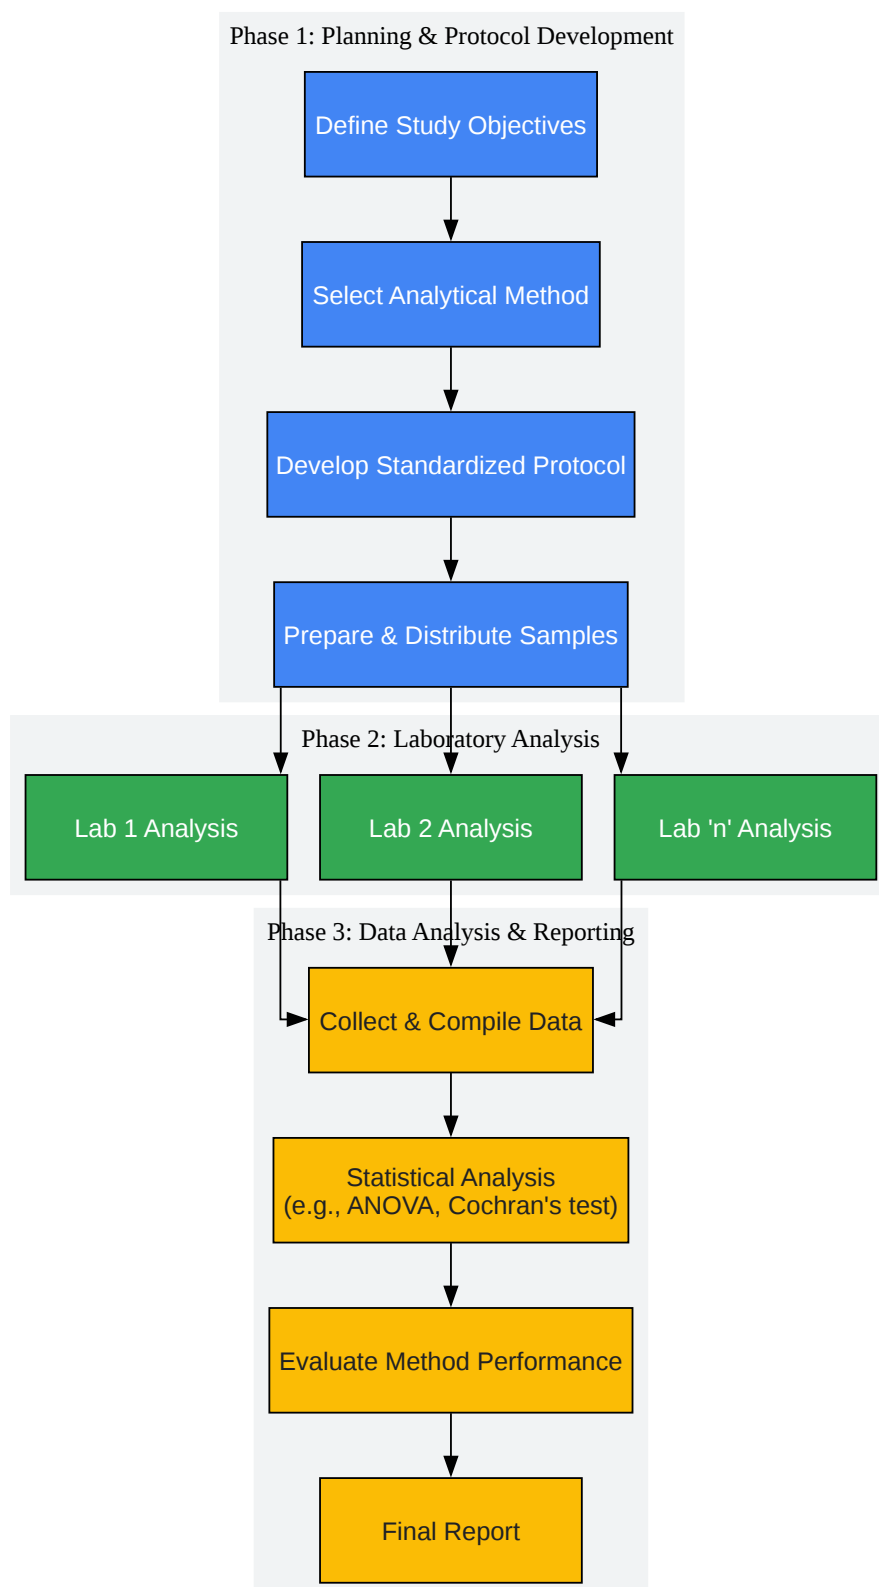 Phase 1: Planning & Protocol Development
Define Study Objectives
Select Analytical Method
Develop Standardized Protocol
Prepare & Distribute Samples
Phase 2: Laboratory Analysis
Lab 1 Analysis
Lab 2 Analysis
Lab 'n' Analysis
Phase 3: Data Analysis & Reporting
Collect & Compile Data
Statistical Analysis
(e.g., ANOVA, Cochran's test)
Evaluate Method Performance
Final Report